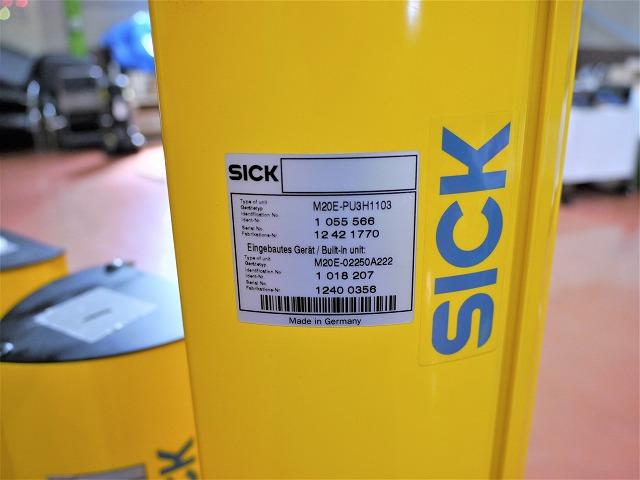 SICK
Type of unit
Gerätetyp
M20E-PU3H1103
Identification No.
Ident-Nr.
1 055 566
Serial No.
Fabrikations-Nr.
12 42 1770
Eingebautes Gerät / Built-in unit:
Type of unit
Gerätetyp
M20E-02250A222
Identification No.
Ident-Nr.
1 018 207
Serial No.
Fabrikations-Nr.
1240 0356
Made in Germany
SICK
CK